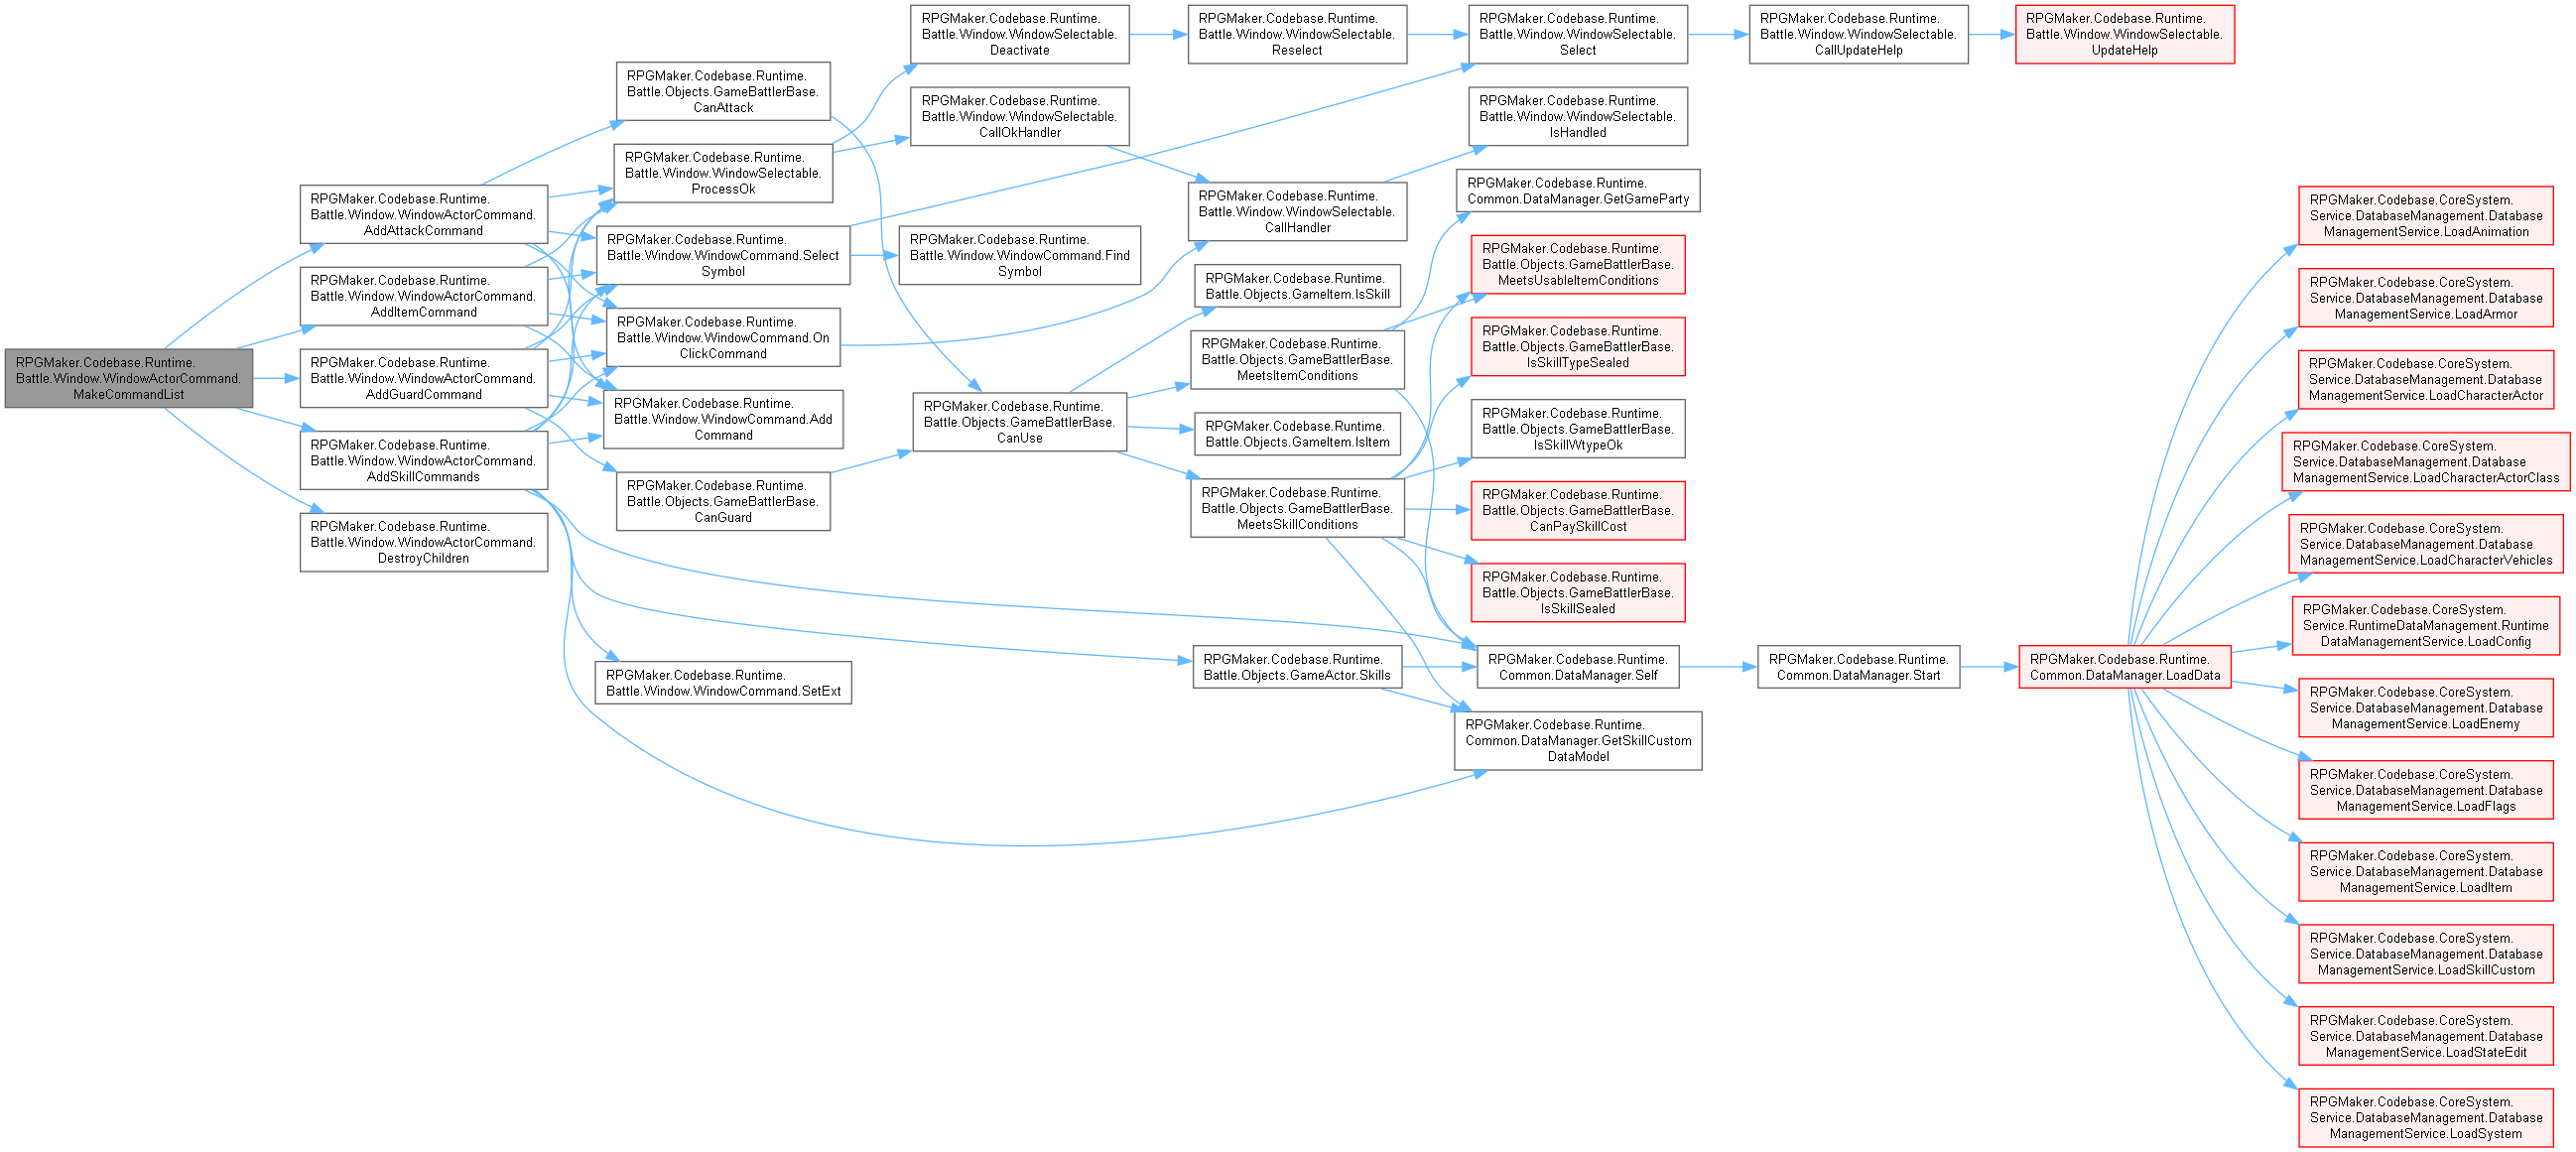 RPGMaker.Codebase.Runtime.
Battle.Window.WindowActorCommand.
MakeCommandList
RPGMaker.Codebase.Runtime.
Battle.Window.WindowActorCommand.
AddAttackCommand
RPGMaker.Codebase.Runtime.
Battle.Window.WindowActorCommand.
AddItemCommand
RPGMaker.Codebase.Runtime.
Battle.Window.WindowActorCommand.
AddGuardCommand
RPGMaker.Codebase.Runtime.
Battle.Window.WindowActorCommand.
AddSkillCommands
RPGMaker.Codebase.Runtime.
Battle.Window.WindowActorCommand.
DestroyChildren
RPGMaker.Codebase.Runtime.
Battle.Objects.GameBattlerBase.
CanAttack
RPGMaker.Codebase.Runtime.
Battle.Window.WindowSelectable.
ProcessOk
RPGMaker.Codebase.Runtime.
Battle.Window.WindowCommand.Select
Symbol
RPGMaker.Codebase.Runtime.
Battle.Window.WindowCommand.On
ClickCommand
RPGMaker.Codebase.Runtime.
Battle.Window.WindowCommand.Add
Command
RPGMaker.Codebase.Runtime.
Battle.Objects.GameBattlerBase.
CanGuard
RPGMaker.Codebase.Runtime.
Battle.Window.WindowCommand.SetExt
RPGMaker.Codebase.Runtime.
Battle.Window.WindowSelectable.
Deactivate
RPGMaker.Codebase.Runtime.
Battle.Window.WindowSelectable.
CallOkHandler
RPGMaker.Codebase.Runtime.
Battle.Window.WindowCommand.Find
Symbol
RPGMaker.Codebase.Runtime.
Battle.Objects.GameBattlerBase.
CanUse
RPGMaker.Codebase.Runtime.
Battle.Window.WindowSelectable.
Reselect
RPGMaker.Codebase.Runtime.
Battle.Window.WindowSelectable.
CallHandler
RPGMaker.Codebase.Runtime.
Battle.Objects.GameItem.IsSkill
RPGMaker.Codebase.Runtime.
Battle.Objects.GameBattlerBase.
MeetsItemConditions
RPGMaker.Codebase.Runtime.
Battle.Objects.GameItem.IsItem
RPGMaker.Codebase.Runtime.
Battle.Objects.GameBattlerBase.
MeetsSkillConditions
RPGMaker.Codebase.Runtime.
Battle.Objects.GameActor.Skills
RPGMaker.Codebase.Runtime.
Battle.Window.WindowSelectable.
Select
RPGMaker.Codebase.Runtime.
Battle.Window.WindowSelectable.
IsHandled
RPGMaker.Codebase.Runtime.
Common.DataManager.GetGameParty
RPGMaker.Codebase.Runtime.
Battle.Objects.GameBattlerBase.
MeetsUsableItemConditions
RPGMaker.Codebase.Runtime.
Battle.Objects.GameBattlerBase.
IsSkillTypeSealed
RPGMaker.Codebase.Runtime.
Battle.Objects.GameBattlerBase.
IsSkillWtypeOk
RPGMaker.Codebase.Runtime.
Battle.Objects.GameBattlerBase.
CanPaySkillCost
RPGMaker.Codebase.Runtime.
Battle.Objects.GameBattlerBase.
IsSkillSealed
RPGMaker.Codebase.Runtime.
Common.DataManager.Self
RPGMaker.Codebase.Runtime.
Common.DataManager.GetSkillCustom
DataModel
RPGMaker.Codebase.Runtime.
Battle.Window.WindowSelectable.
CallUpdateHelp
RPGMaker.Codebase.Runtime.
Common.DataManager.Start
RPGMaker.Codebase.Runtime.
Battle.Window.WindowSelectable.
UpdateHelp
RPGMaker.Codebase.Runtime.
Common.DataManager.LoadData
RPGMaker.Codebase.CoreSystem.
Service.DatabaseManagement.Database
ManagementService.LoadAnimation
RPGMaker.Codebase.CoreSystem.
Service.DatabaseManagement.Database
ManagementService.LoadArmor
RPGMaker.Codebase.CoreSystem.
Service.DatabaseManagement.Database
ManagementService.LoadCharacterActor
RPGMaker.Codebase.CoreSystem.
Service.DatabaseManagement.Database
ManagementService.LoadCharacterActorClass
RPGMaker.Codebase.CoreSystem.
Service.DatabaseManagement.Database
ManagementService.LoadCharacterVehicles
RPGMaker.Codebase.CoreSystem.
Service.RuntimeDataManagement.Runtime
DataManagementService.LoadConfig
RPGMaker.Codebase.CoreSystem.
Service.DatabaseManagement.Database
ManagementService.LoadEnemy
RPGMaker.Codebase.CoreSystem.
Service.DatabaseManagement.Database
ManagementService.LoadFlags
RPGMaker.Codebase.CoreSystem.
Service.DatabaseManagement.Database
ManagementService.LoadItem
RPGMaker.Codebase.CoreSystem.
Service.DatabaseManagement.Database
ManagementService.LoadSkillCustom
RPGMaker.Codebase.CoreSystem.
Service.DatabaseManagement.Database
ManagementService.LoadStateEdit
RPGMaker.Codebase.CoreSystem.
Service.DatabaseManagement.Database
ManagementService.LoadSystem